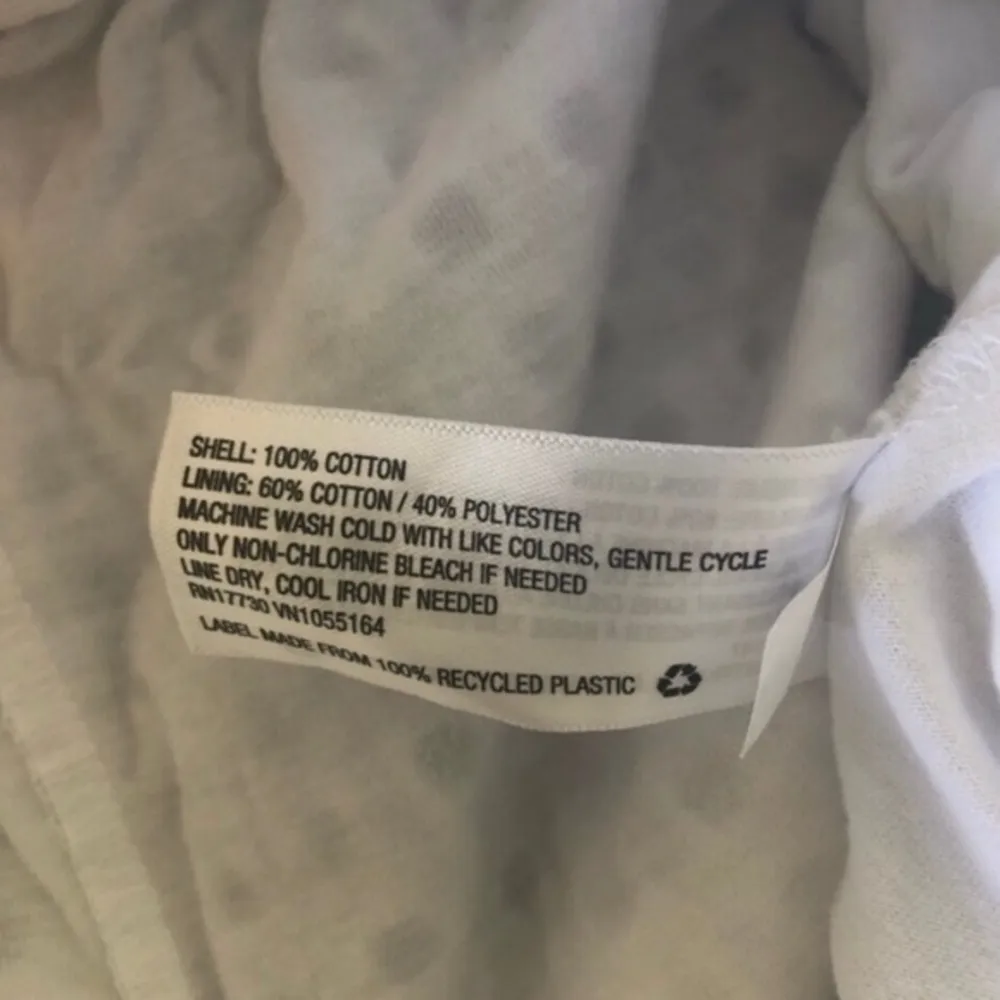 SHELL: 100% COTTON
LINING: 60% COTTON / 40% POLYESTER
MACHINE WASH COLD WITH LIKE COLORS, GENTLE CYCLE
ONLY NON-CHLORINE BLEACH IF NEEDED
LINE DRY, COOL IRON IF NEEDED
RN17730 VN1055164
LABEL MADE FROM 100% RECYCLED PLASTIC